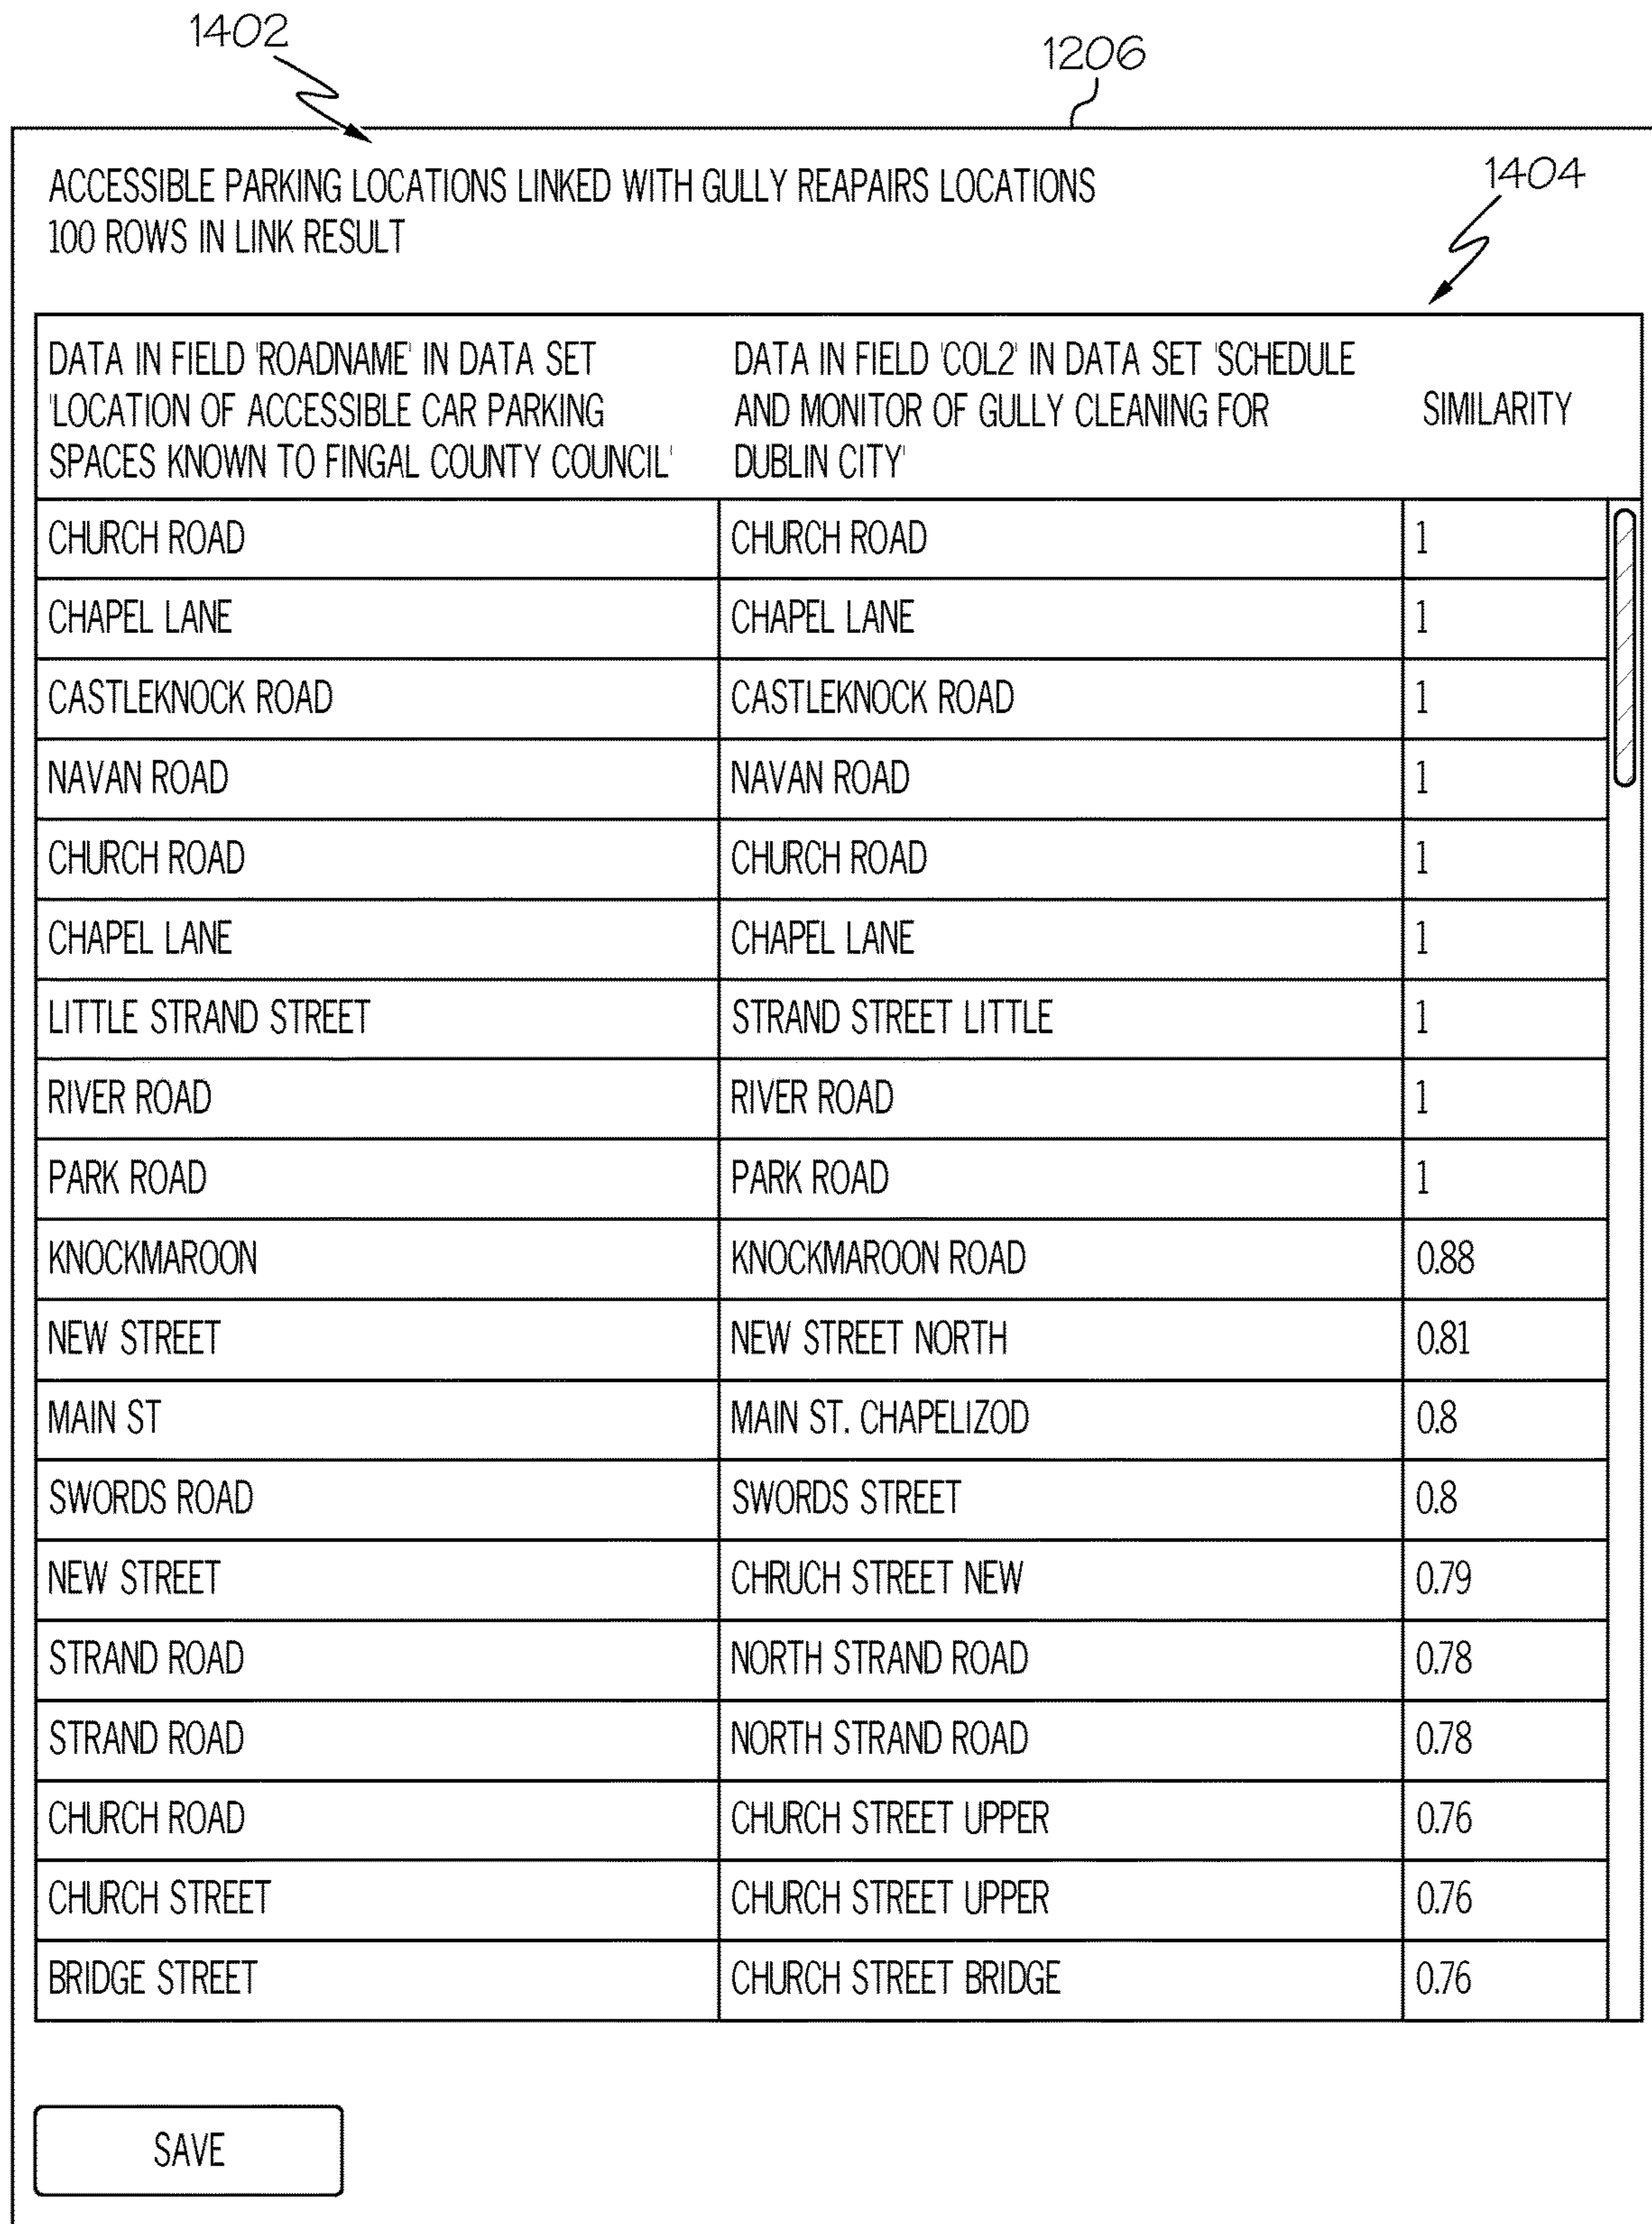 1402
1206
1404
ACCESSIBLE PARKING LOCATIONS LINKED WITH GULLY REAPAIRS LOCATIONS
100 ROWS IN LINK RESULT
DATA IN FIELD 'ROADNAME' IN DATA SET
'LOCATION OF ACCESSIBLE CAR PARKING
SPACES KNOWN TO FINGAL COUNTY COUNCIL'
DATA IN FIELD 'COL2' IN DATA SET 'SCHEDULE
AND MONITOR OF GULLY CLEANING FOR
DUBLIN CITY'
SIMILARITY
CHURCH ROAD CHURCH ROAD 1
CHAPEL LANE CHAPEL LANE 1
CASTLEKNOCK ROAD CASTLEKNOCK ROAD 1
NAVAN ROAD NAVAN ROAD 1
CHURCH ROAD CHURCH ROAD 1
CHAPEL LANE CHAPEL LANE 1
LITTLE STRAND STREET STRAND STREET LITTLE 1
RIVER ROAD RIVER ROAD 1
PARK ROAD PARK ROAD 1
KNOCKMAROON KNOCKMAROON ROAD 0.88
NEW STREET NEW STREET NORTH 0.81
MAIN ST MAIN ST. CHAPELIZOD 0.8
SWORDS ROAD SWORDS STREET 0.8
NEW STREET CHRUCH STREET NEW 0.79
STRAND ROAD NORTH STRAND ROAD 0.78
STRAND ROAD NORTH STRAND ROAD 0.78
CHURCH ROAD CHURCH STREET UPPER 0.76
CHURCH STREET CHURCH STREET UPPER 0.76
BRIDGE STREET CHURCH STREET BRIDGE 0.76
SAVE